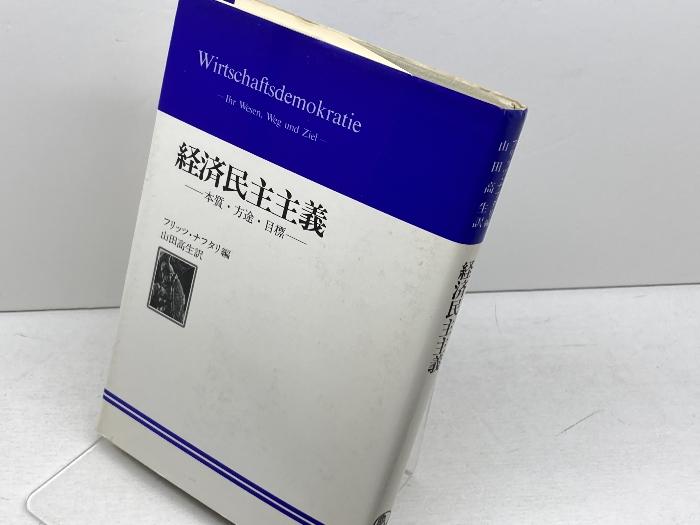 Wirtschaftsdemokratie
—Ihr Wesen, Weg und Ziel—
経済民主主義
——本質・方途・目標——
フリッツ・ナフタリ編
山田高生訳
山田高生訳
経済民主主義